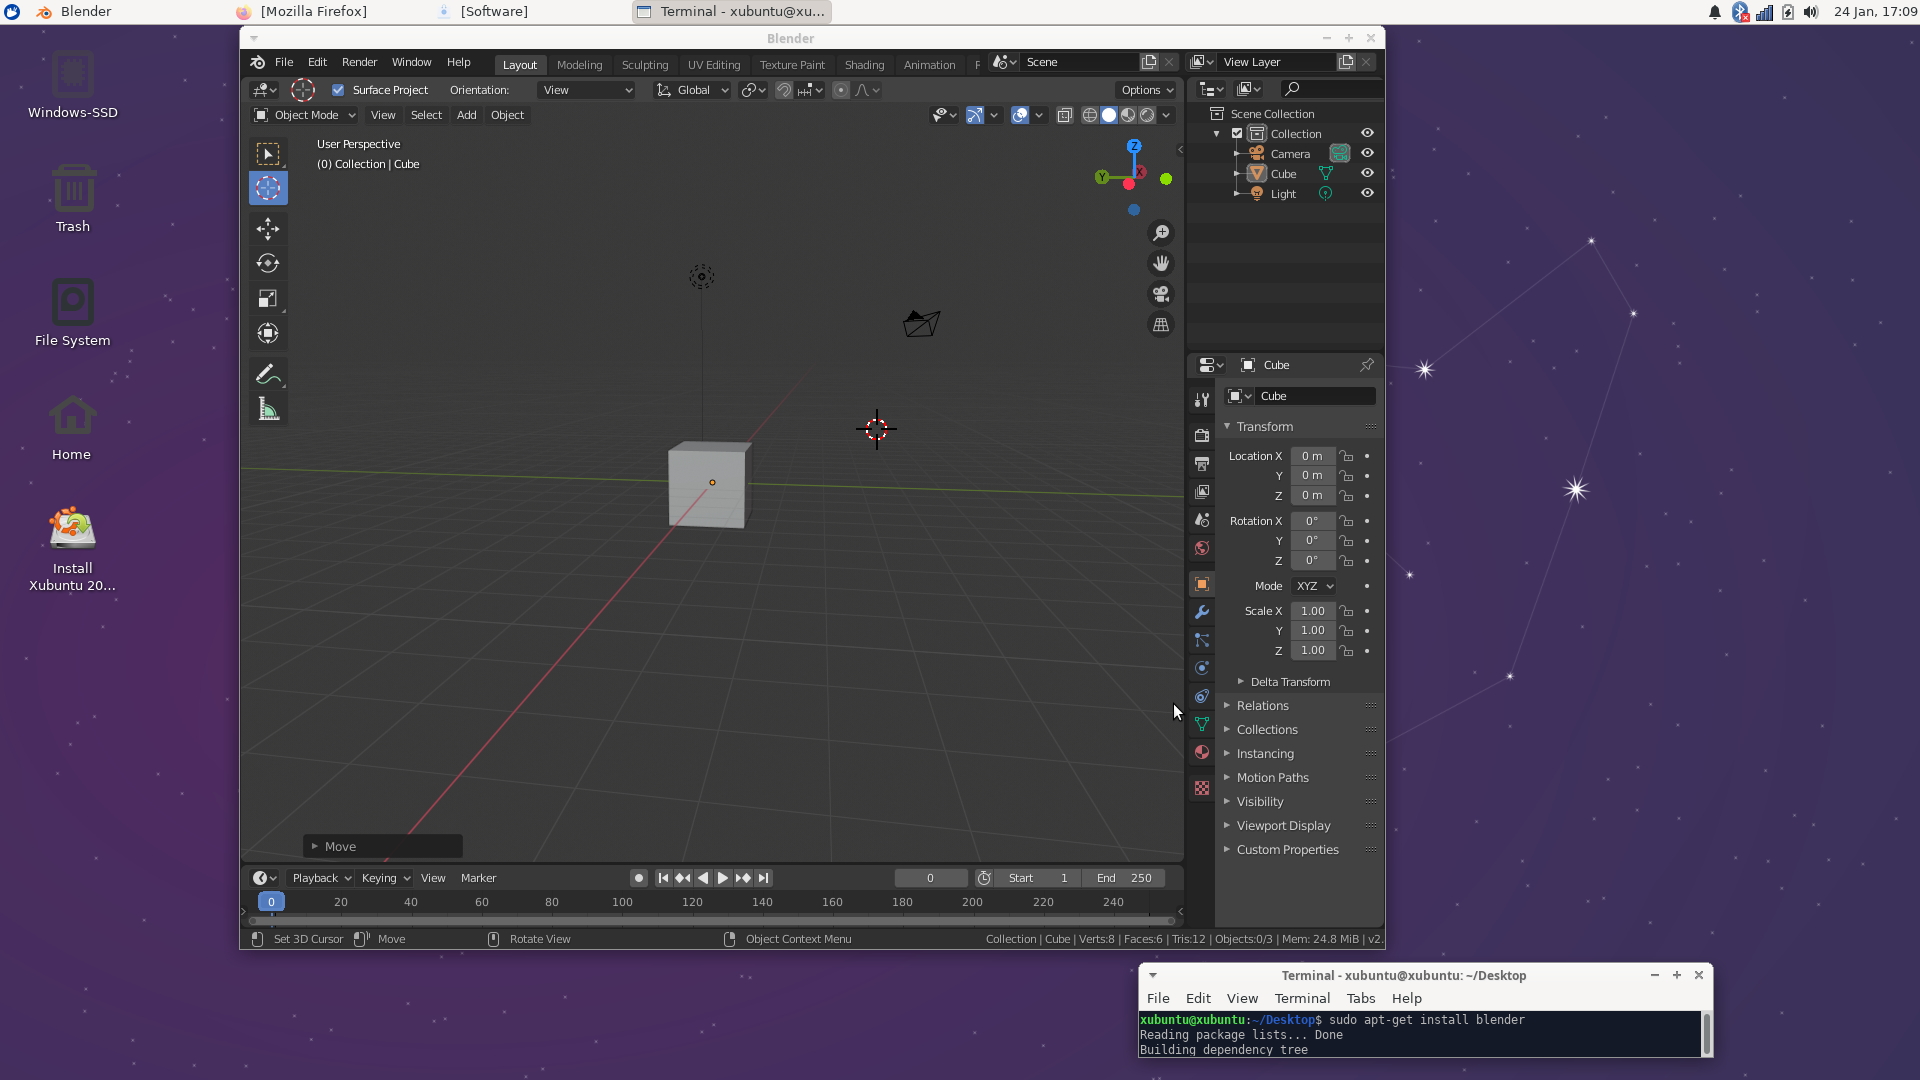 Blender
[Mozilla Firefox]
[Software]
Terminal - xubuntu@xu...
24 Jan, 17:09
Windows-SSD
Trash
File System
Home
Install
Xubuntu 20...
Blender
File Edit Render Window Help
Layout Modeling Sculpting UV Editing Texture Paint Shading Animation
Scene
View Layer
Surface Project
Orientation: View
Global
Options
Object Mode View Select Add Object
User Perspective
(0) Collection | Cube
Z
Y
X
Scene Collection
Collection
Camera
Cube
Light
Cube
Cube
Transform
Location X 0 m
Y 0 m
Z 0 m
Rotation X 0°
Y 0°
Z 0°
Mode XYZ
Scale X 1.00
Y 1.00
Z 1.00
Delta Transform
Relations
Collections
Instancing
Motion Paths
Visibility
Viewport Display
Custom Properties
Move
Playback Keying View Marker
0
Start 1
End 250
0 20 40 60 80 100 120 140 160 180 200 220 240
Set 3D Cursor Move Rotate View Object Context Menu
Collection | Cube | Verts:8 | Faces:6 | Tris:12 | Objects:0/3 | Mem: 24.8 MiB | v2.
Terminal - xubuntu@xubuntu: ~/Desktop
File Edit View Terminal Tabs Help
xubuntu@xubuntu:~/Desktop$ sudo apt-get install blender
Reading package lists... Done
Building dependency tree